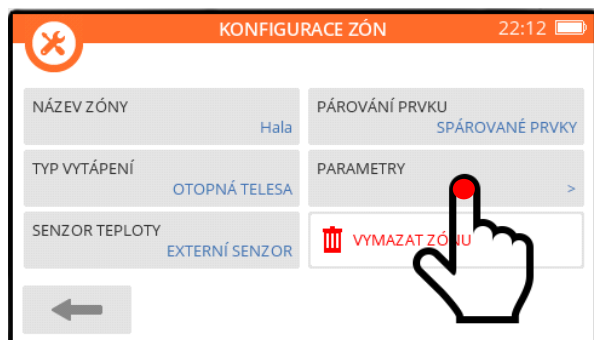 KONFIGURACE ZÓN
22:12
NÁZEV ZÓNY
Hala
PÁROVÁNÍ PRVKU
SPÁROVANÉ PRVKY
TYP VYTÁPENÍ
OTOPNÁ TELESA
PARAMETRY
>
SENZOR TEPLOTY
EXTERNÍ SENZOR
VYMAZAT ZÓNU